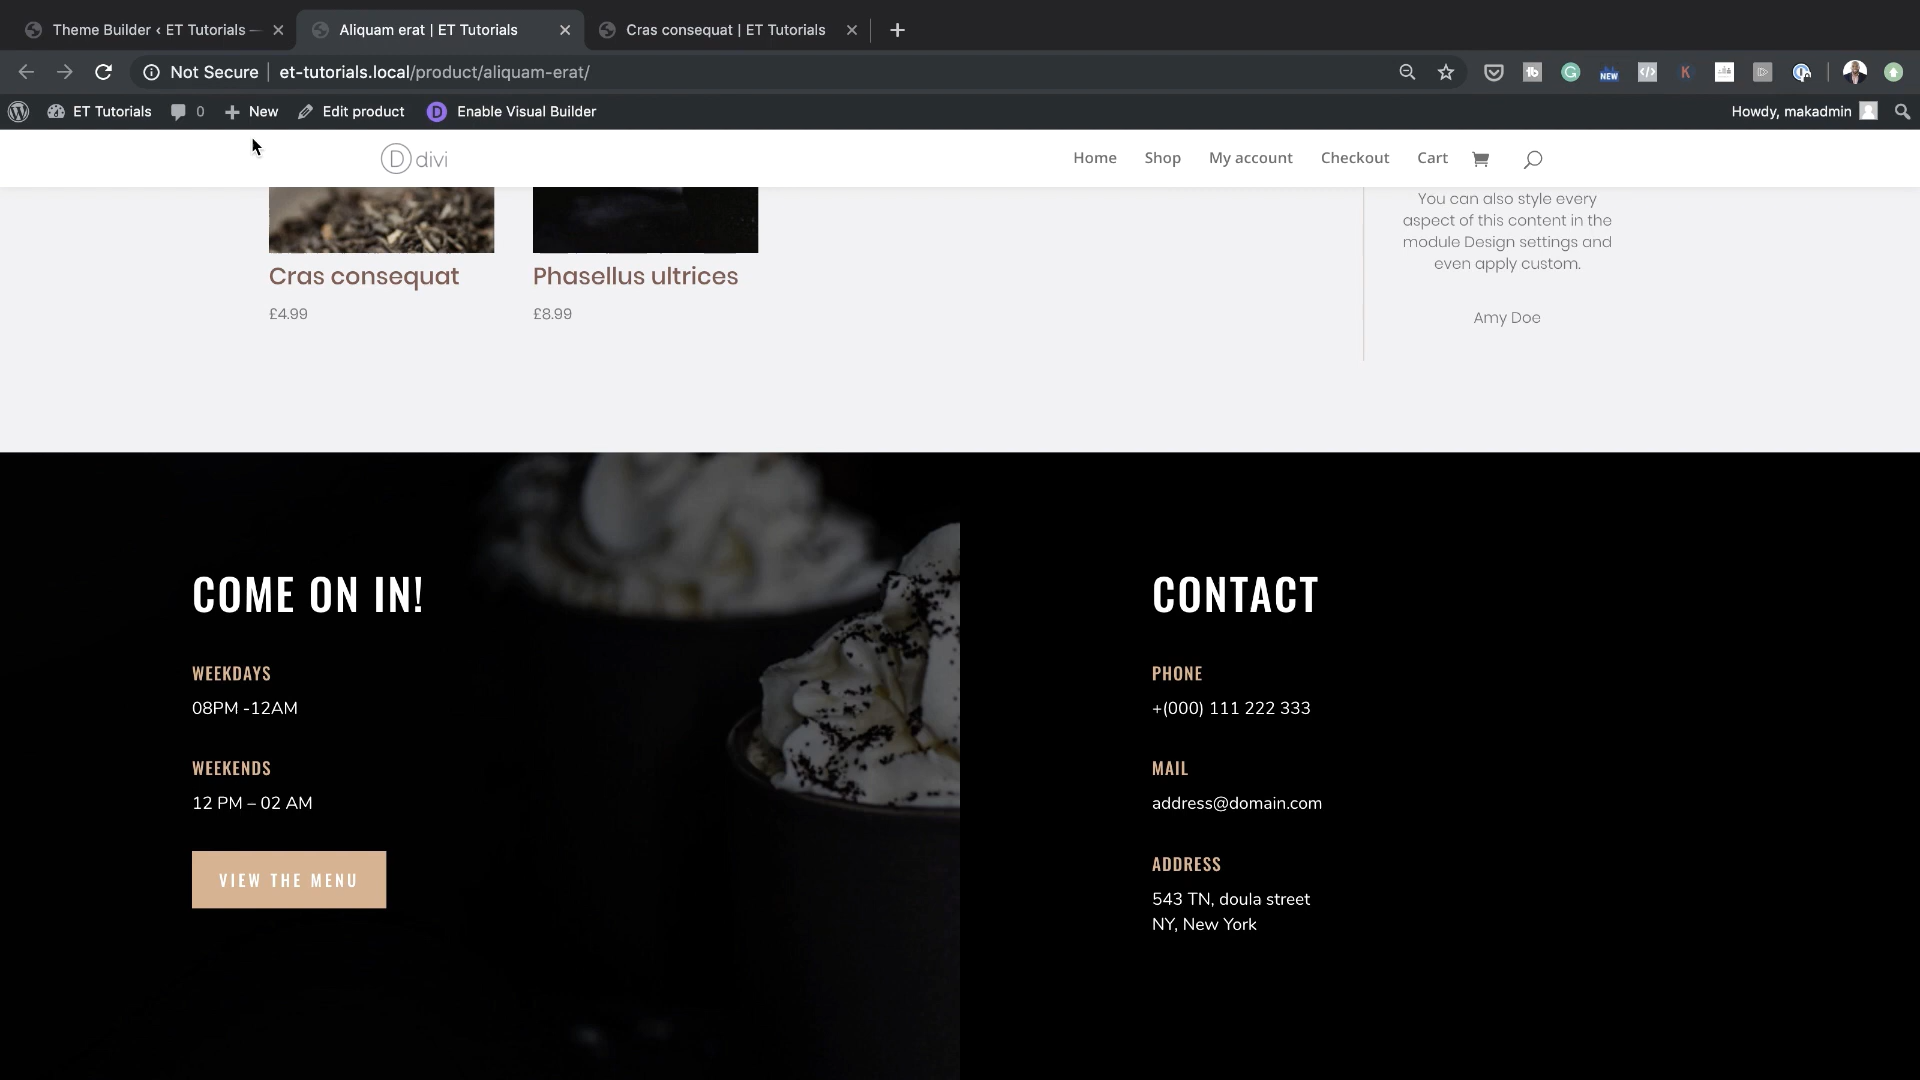 Theme Builder ‹ ET Tutorials —
Aliquam erat | ET Tutorials
Cras consequat | ET Tutorials
Not Secure
et-tutorials.local/product/aliquam-erat/
ET Tutorials
0
New
Edit product
D
Enable Visual Builder
Howdy, makadmin
D divi
Home
Shop
My account
Checkout
Cart
You can also style every
aspect of this content in the
module Design settings and
even apply custom.
Amy Doe
Cras consequat
£4.99
Phasellus ultrices
£8.99
COME ON IN!
WEEKDAYS
08PM -12AM
WEEKENDS
12 PM – 02 AM
VIEW THE MENU
CONTACT
PHONE
+(000) 111 222 333
MAIL
address@domain.com
ADDRESS
543 TN, doula street
NY, New York